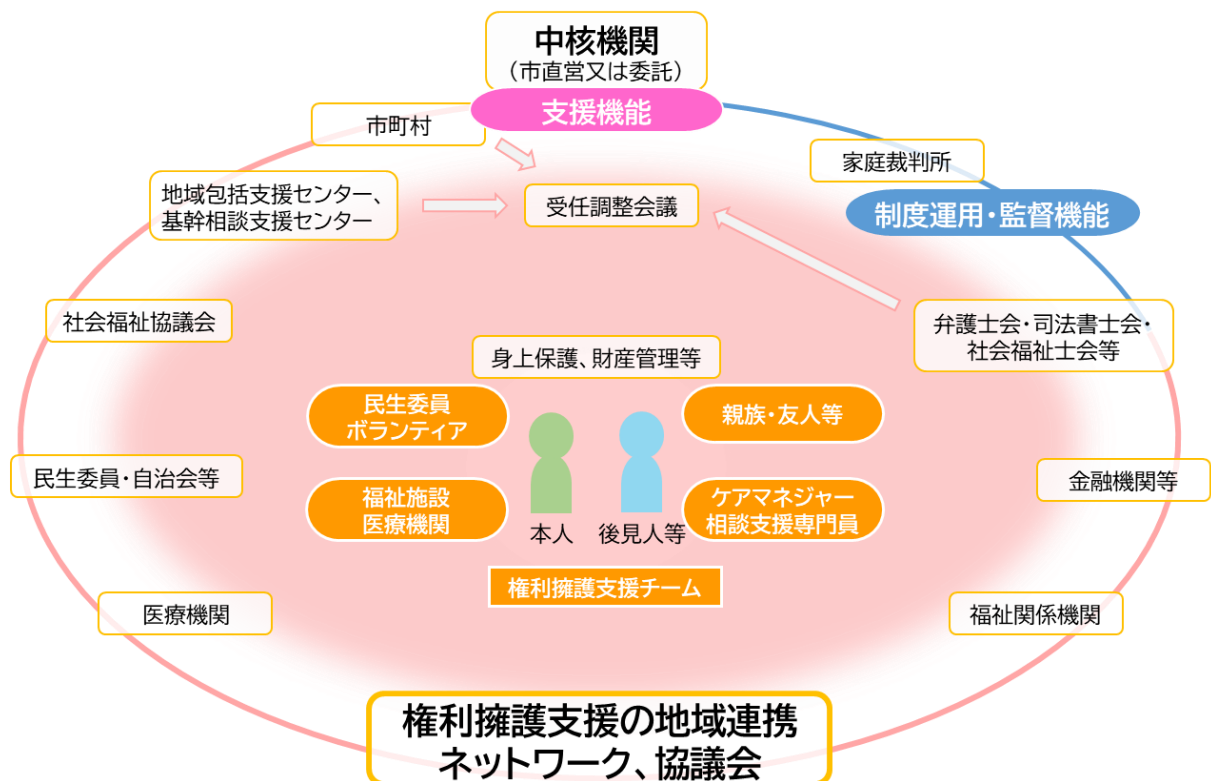 中核機関
（市直営又は委託）
支援機能
市町村
家庭裁判所
地域包括支援センター、
基幹相談支援センター
受任調整会議
制度運用・監督機能
社会福祉協議会
弁護士会・司法書士会・
社会福祉士会等
身上保護、財産管理等
民生委員
ボランティア
親族・友人等
民生委員・自治会等
金融機関等
福祉施設
医療機関
ケアマネジャー
相談支援専門員
本人
後見人等
権利擁護支援チーム
医療機関
福祉関係機関
権利擁護支援の地域連携
ネットワーク、協議会